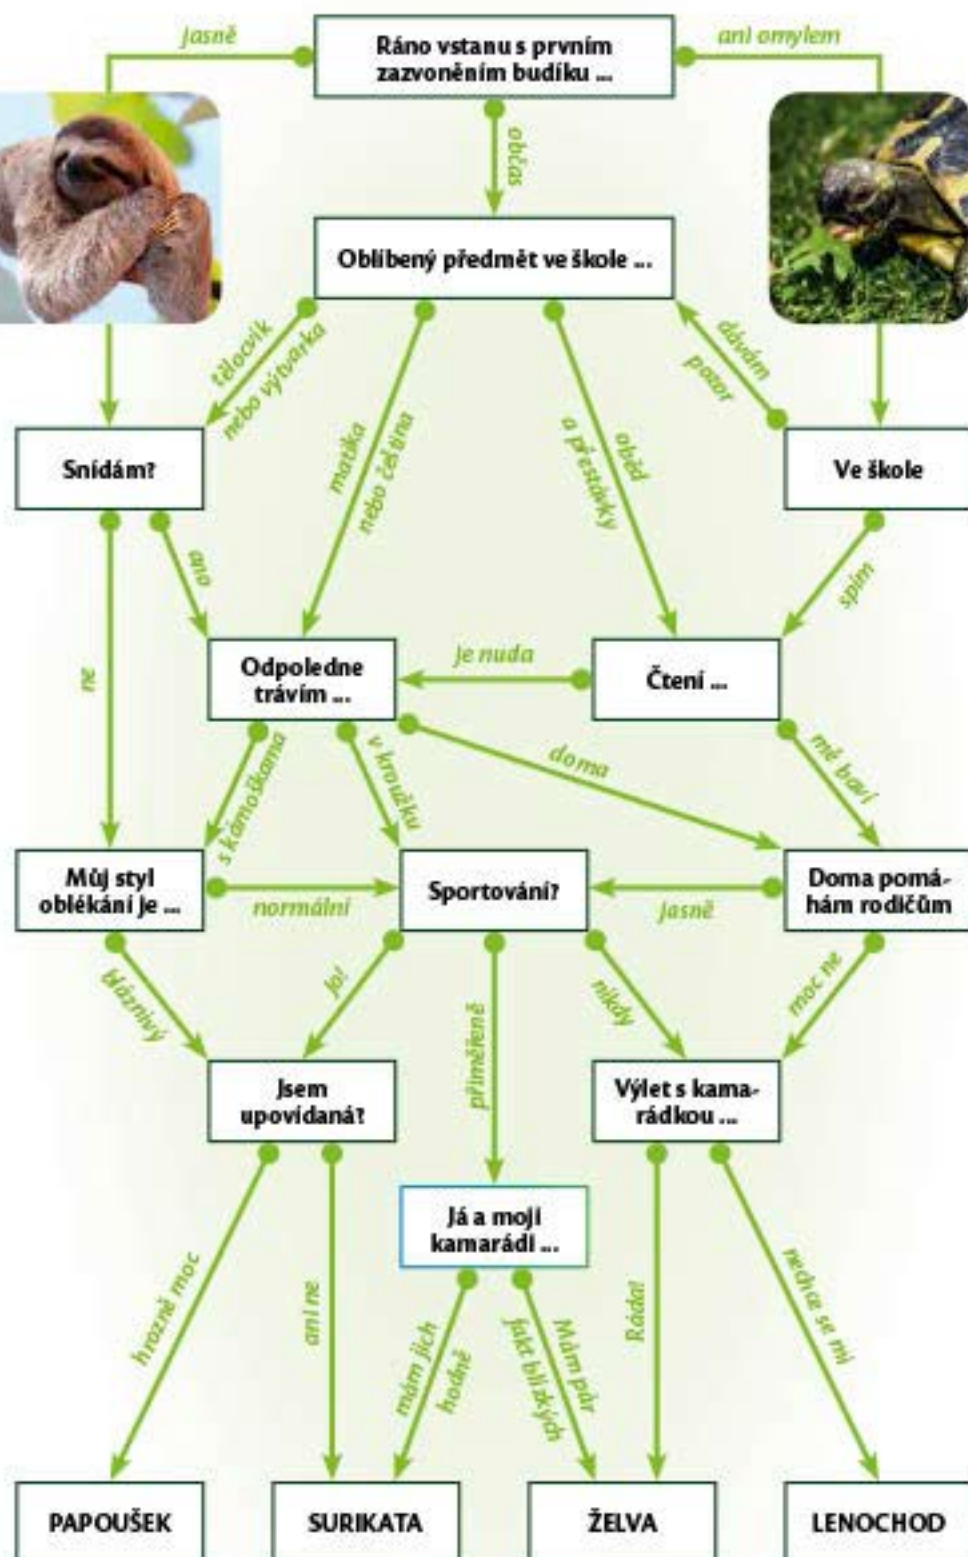 jasně
Ráno vstanu s prvním
zazvoněním budíku ...
ani omylem
občas
Oblíbený předmět ve škole ...
tělocvik
nebo výtvarka
matika
nebo čeština
oběd
a přestávky
dávám
pozor
Snídám?
Ve škole
ano
spím
ne
Odpoledne
trávím ...
je nuda
Čtení ...
s kámoškama
v kroužku
doma
mě baví
Můj styl
oblékání je ...
normální
Sportování?
jasně
Doma pomá-
hám rodičům
bláznivý
Jo!
přiměřeně
nikdy
moc ne
Jsem
upovídaná?
Výlet s kama-
rádkou ...
Já a moji
kamarádi ...
hrozně moc
ani ne
mám jich
hodně
Mám pár
fakt blízkých
Ráda!
nechce se mi
PAPOUŠEK
SURIKATA
ŽELVA
LENOCHOD